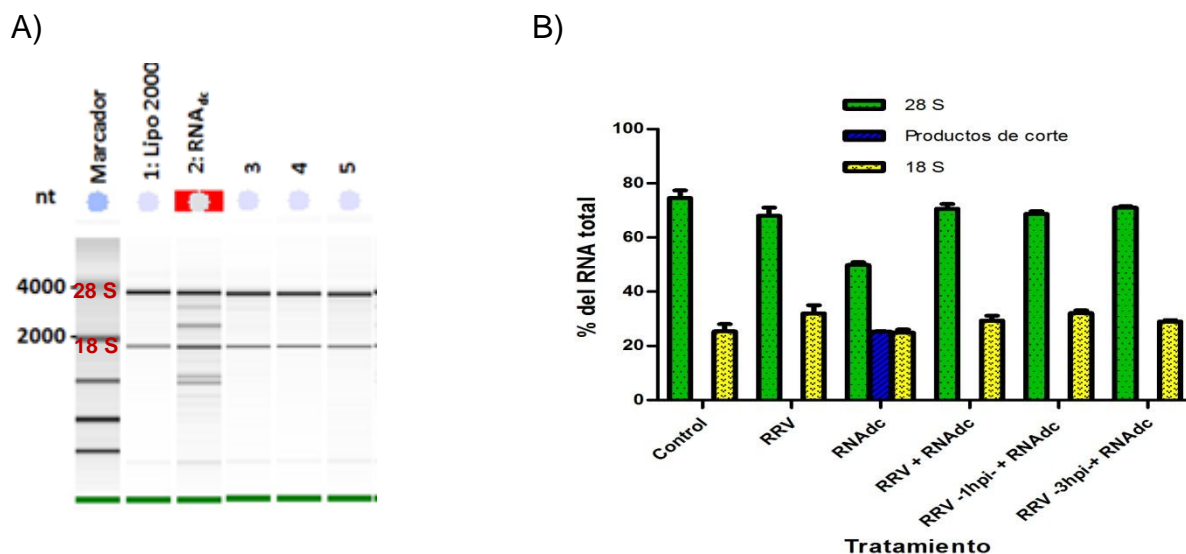 A)
nt
Marcador
1: Lipo 2000
2: RNAdc
3
4
5
4000
28 S
2000
18 S
B)
28 S
Productos de corte
18 S
% del RNA total
100
80
60
40
20
0
Control
RRV
RNAdc
RRV + RNAdc
RRV -1hpi- + RNAdc
RRV -3hpi-+ RNAdc
Tratamiento